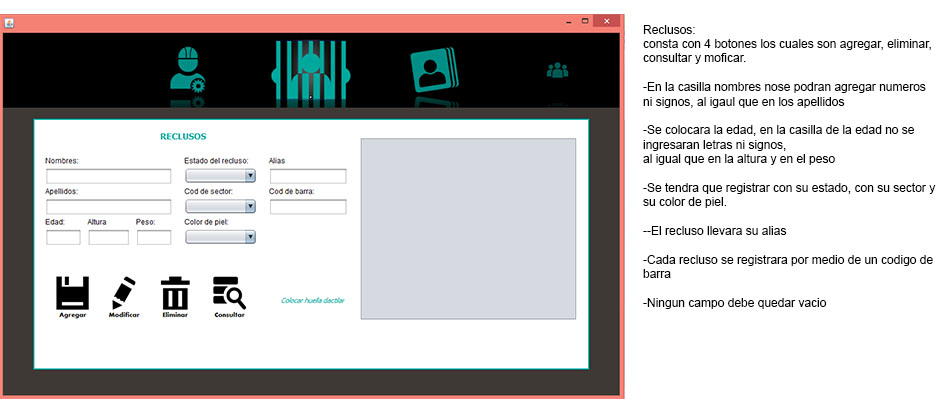 RECLUSOS
Nombres: Estado del recluso: Alias
Apellidos: Cod de sector: Cod de barra:
Edad: Altura Peso: Color de piel:
Agregar Modificar Eliminar Consultar
Colocar huella dactilar
Reclusos:
consta con 4 botones los cuales son agregar, eliminar,
consultar y moficar.
-En la casilla nombres nose podran agregar numeros
ni signos, al igaul que en los apellidos
-Se colocara la edad, en la casilla de la edad no se
ingresaran letras ni signos,
al igual que en la altura y en el peso
-Se tendra que registrar con su estado, con su sector y
su color de piel.
--El recluso llevara su alias
-Cada recluso se registrara por medio de un codigo de
barra
-Ningun campo debe quedar vacio